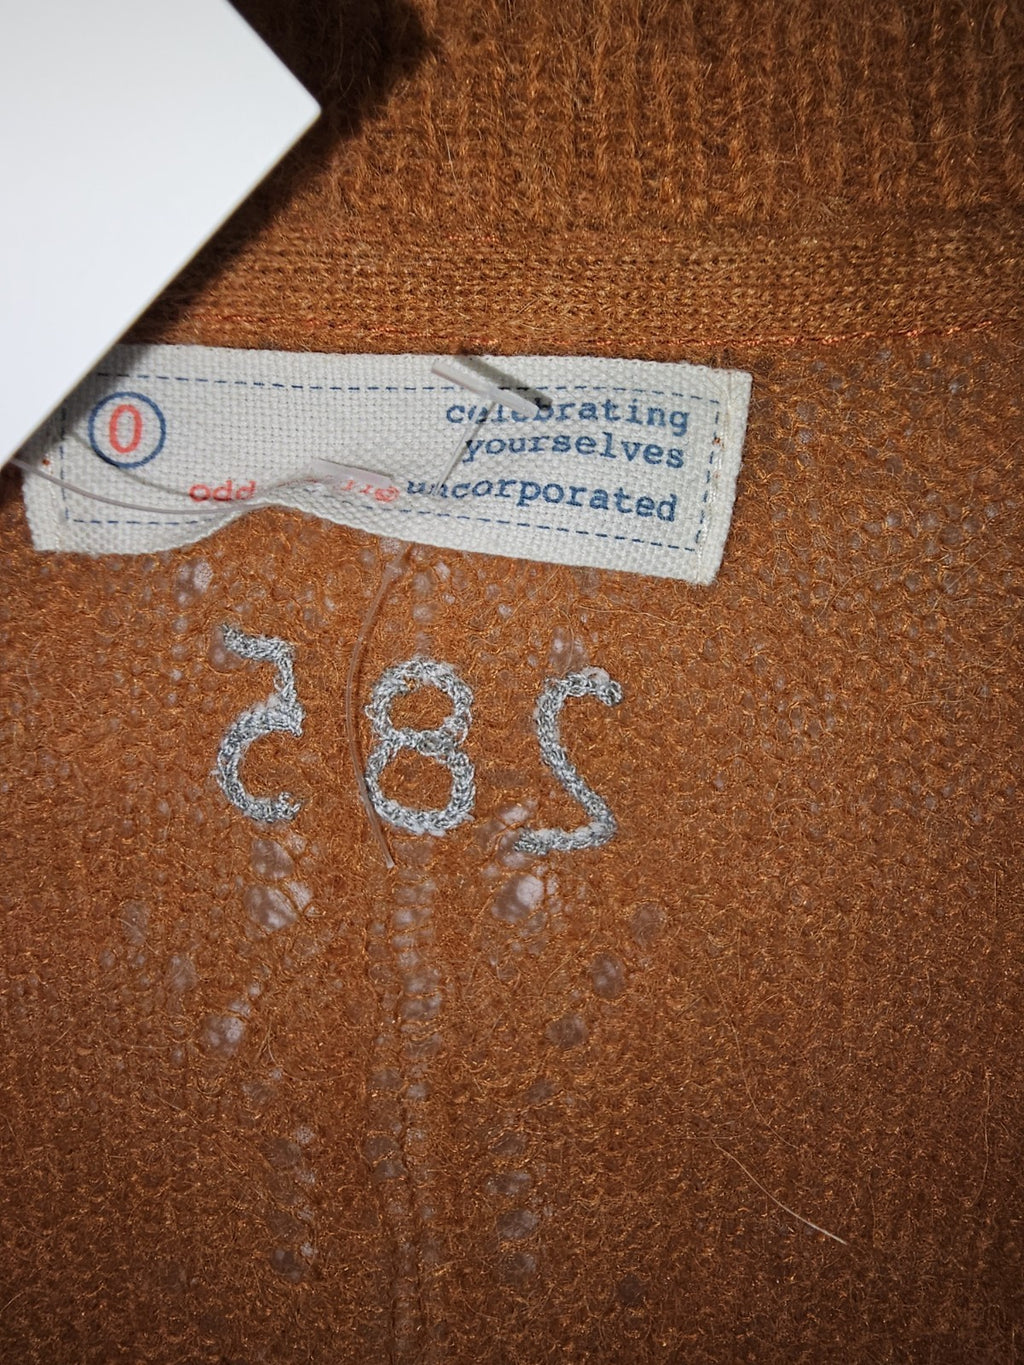 0
celebrating
yourselves
odd uncorporated
285